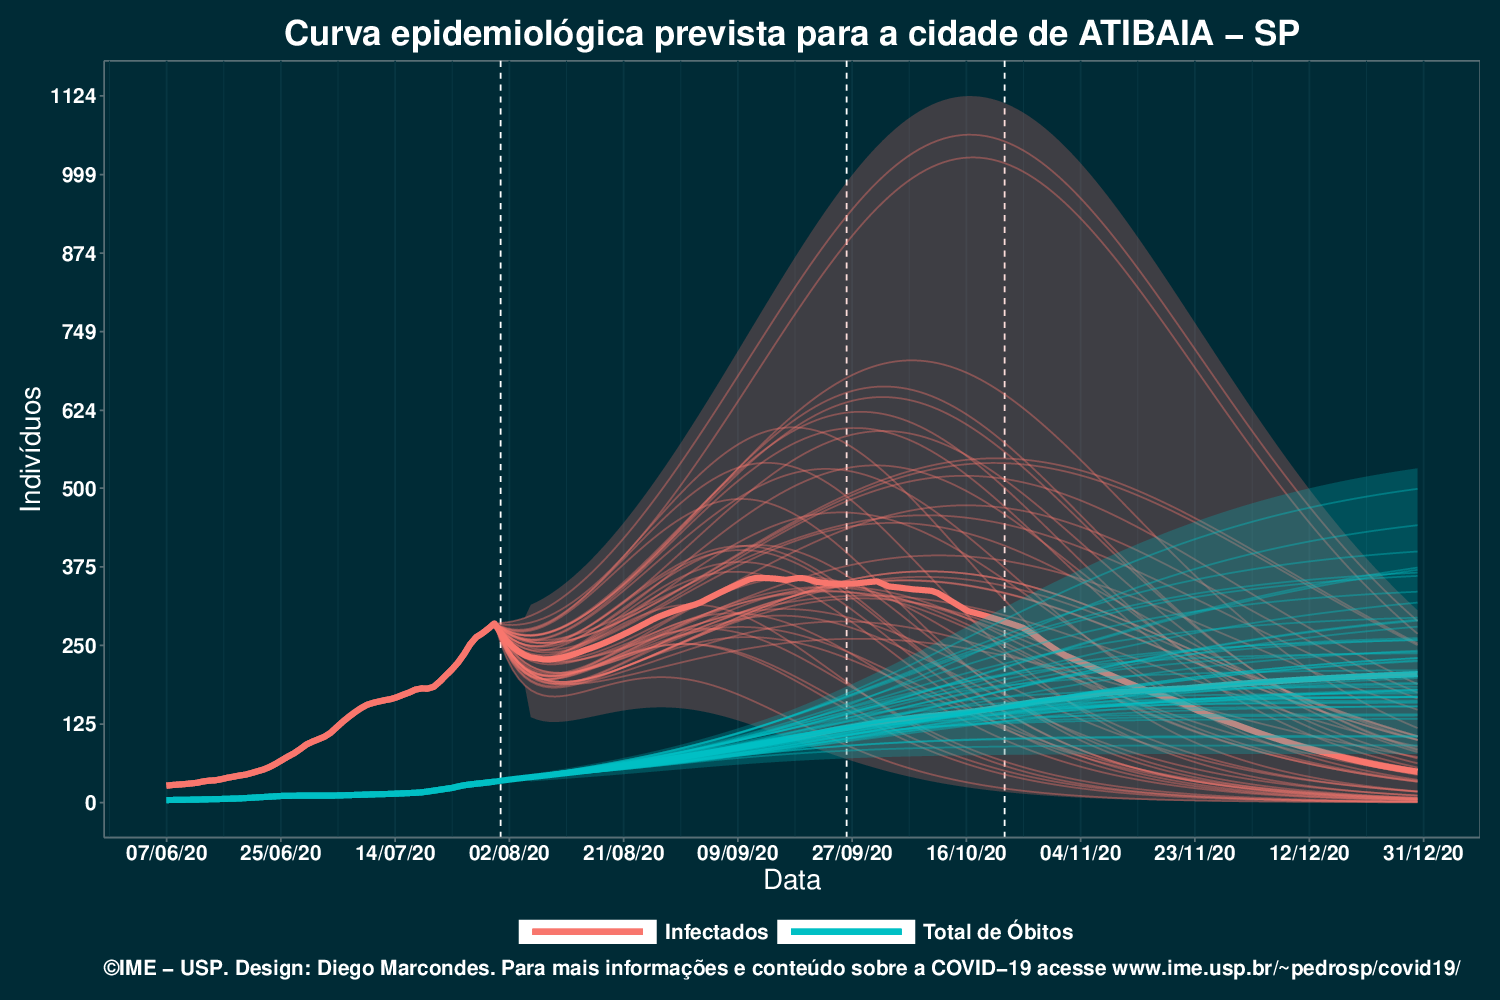 Curva epidemiológica prevista para a cidade de ATIBAIA − SP
1124
999
874
749
624
500
375
250
125
0
Indivíduos
07/06/20 25/06/20 14/07/20 02/08/20 21/08/20 09/09/20 27/09/20 16/10/20 04/11/20 23/11/20 12/12/20 31/12/20
Data
Infectados Total de Óbitos
©IME − USP. Design: Diego Marcondes. Para mais informações e conteúdo sobre a COVID−19 acesse www.ime.usp.br/~pedrosp/covid19/